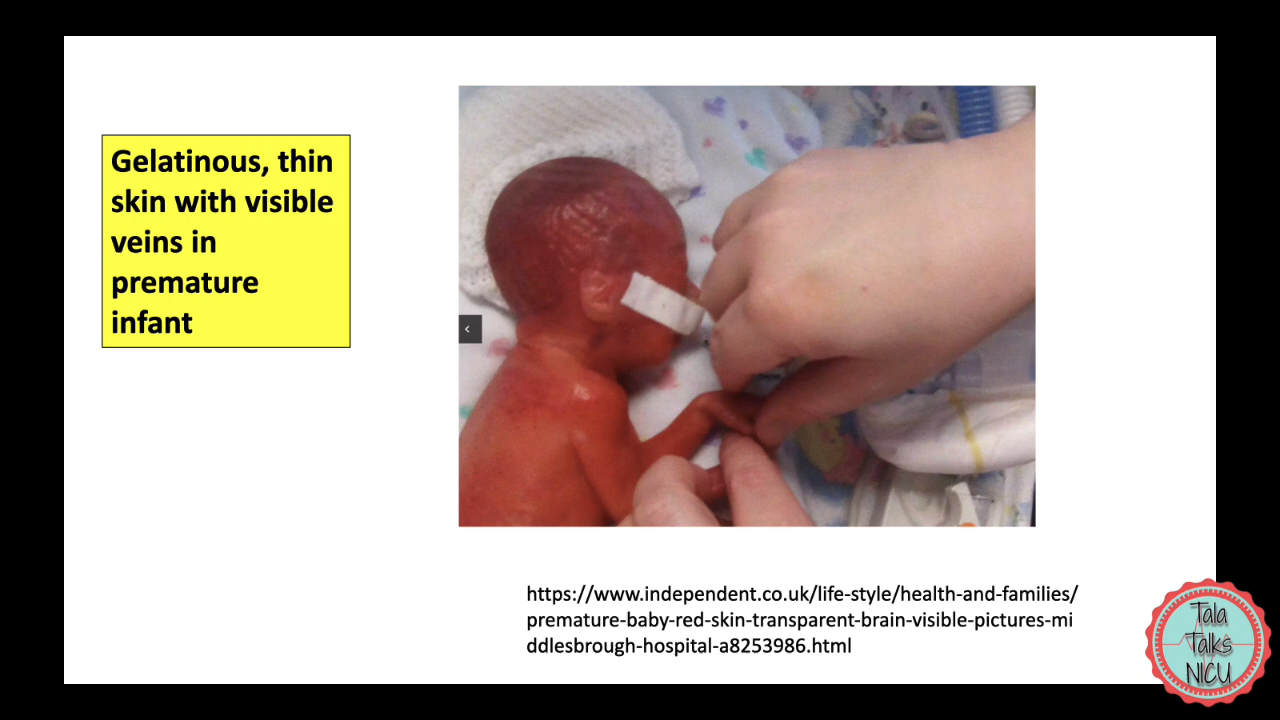 Gelatinous, thin
skin with visible
veins in
premature
infant
https://www.independent.co.uk/life-style/health-and-families/
premature-baby-red-skin-transparent-brain-visible-pictures-mi
ddlesbrough-hospital-a8253986.html
Tala
Talks
NICU